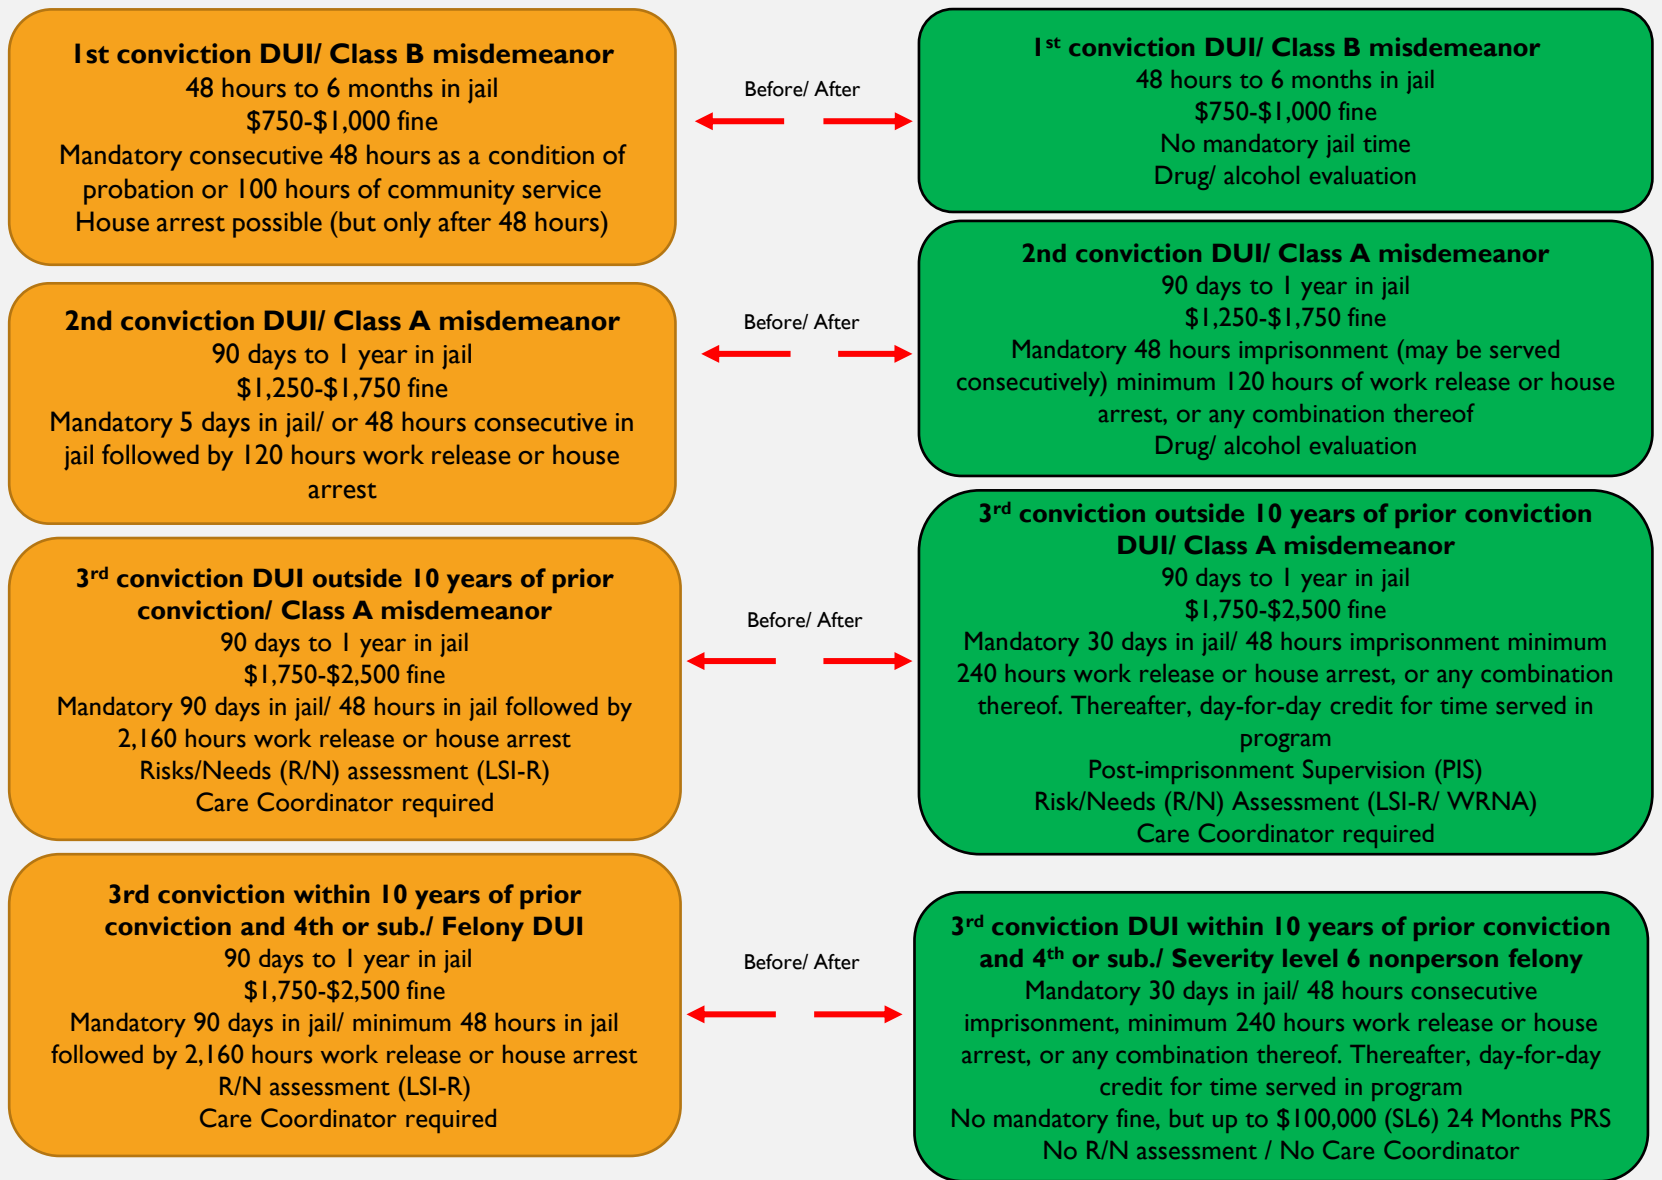 1st conviction DUI/ Class B misdemeanor
48 hours to 6 months in jail
$750-$1,000 fine
Mandatory consecutive 48 hours as a condition of
probation or 100 hours of community service
House arrest possible (but only after 48 hours)
Before/ After
1st conviction DUI/ Class B misdemeanor
48 hours to 6 months in jail
$750-$1,000 fine
No mandatory jail time
Drug/ alcohol evaluation
2nd conviction DUI/ Class A misdemeanor
90 days to 1 year in jail
$1,250-$1,750 fine
Mandatory 5 days in jail/ or 48 hours consecutive in
jail followed by 120 hours work release or house
arrest
Before/ After
2nd conviction DUI/ Class A misdemeanor
90 days to 1 year in jail
$1,250-$1,750 fine
Mandatory 48 hours imprisonment (may be served
consecutively) minimum 120 hours of work release or house
arrest, or any combination thereof
Drug/ alcohol evaluation
3rd conviction DUI outside 10 years of prior
conviction/ Class A misdemeanor
90 days to 1 year in jail
$1,750-$2,500 fine
Mandatory 90 days in jail/ 48 hours in jail followed by
2,160 hours work release or house arrest
Risks/Needs (R/N) assessment (LSI-R)
Care Coordinator required
Before/ After
3rd conviction outside 10 years of prior conviction
DUI/ Class A misdemeanor
90 days to 1 year in jail
$1,750-$2,500 fine
Mandatory 30 days in jail/ 48 hours imprisonment minimum
240 hours work release or house arrest, or any combination
thereof. Thereafter, day-for-day credit for time served in
program
Post-imprisonment Supervision (PIS)
Risk/Needs (R/N) Assessment (LSI-R/ WRNA)
Care Coordinator required
3rd conviction within 10 years of prior
conviction and 4th or sub./ Felony DUI
90 days to 1 year in jail
$1,750-$2,500 fine
Mandatory 90 days in jail/ minimum 48 hours in jail
followed by 2,160 hours work release or house arrest
R/N assessment (LSI-R)
Care Coordinator required
Before/ After
3rd conviction DUI within 10 years of prior conviction
and 4th or sub./ Severity level 6 nonperson felony
Mandatory 30 days in jail/ 48 hours consecutive
imprisonment, minimum 240 hours work release or house
arrest, or any combination thereof. Thereafter, day-for-day
credit for time served in program
No mandatory fine, but up to $100,000 (SL6) 24 Months PRS
No R/N assessment / No Care Coordinator